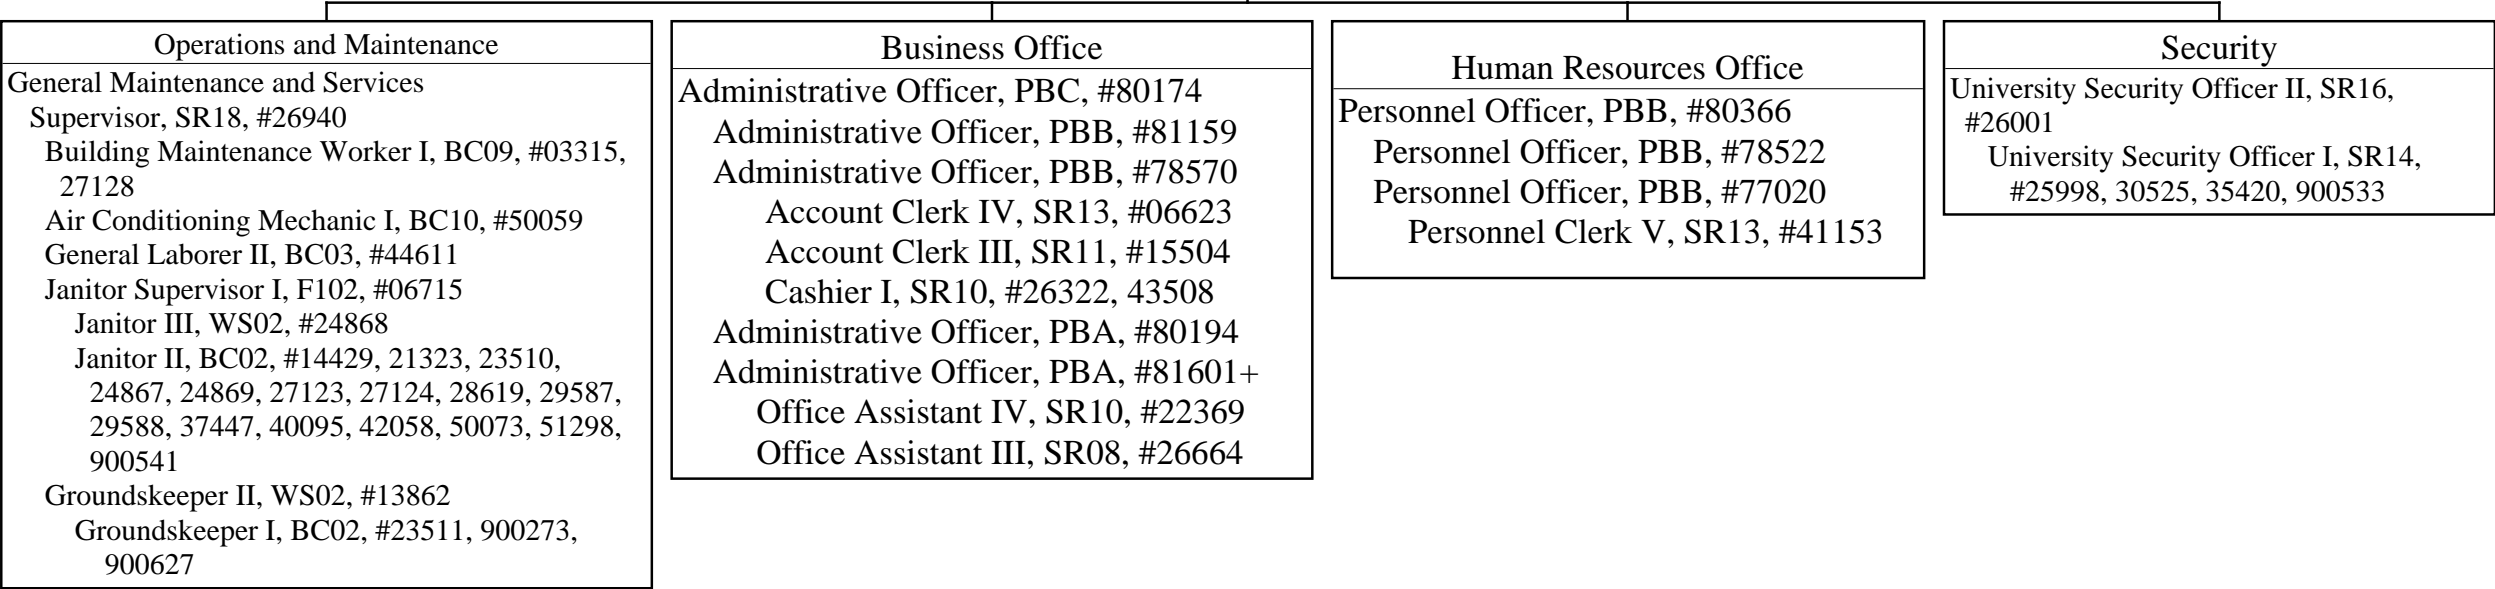 Operations and Maintenance
General Maintenance and Services
Supervisor, SR18, #26940
Building Maintenance Worker I, BC09, #03315,
27128
Air Conditioning Mechanic I, BC10, #50059
General Laborer II, BC03, #44611
Janitor Supervisor I, F102, #06715
Janitor III, WS02, #24868
Janitor II, BC02, #14429, 21323, 23510,
24867, 24869, 27123, 27124, 28619, 29587,
29588, 37447, 40095, 42058, 50073, 51298,
900541
Groundskeeper II, WS02, #13862
Groundskeeper I, BC02, #23511, 900273,
900627
Business Office
Administrative Officer, PBC, #80174
Administrative Officer, PBB, #81159
Administrative Officer, PBB, #78570
Account Clerk IV, SR13, #06623
Account Clerk III, SR11, #15504
Cashier I, SR10, #26322, 43508
Administrative Officer, PBA, #80194
Administrative Officer, PBA, #81601+
Office Assistant IV, SR10, #22369
Office Assistant III, SR08, #26664
Human Resources Office
Personnel Officer, PBB, #80366
Personnel Officer, PBB, #78522
Personnel Officer, PBB, #77020
Personnel Clerk V, SR13, #41153
Security
University Security Officer II, SR16,
#26001
University Security Officer I, SR14,
#25998, 30525, 35420, 900533